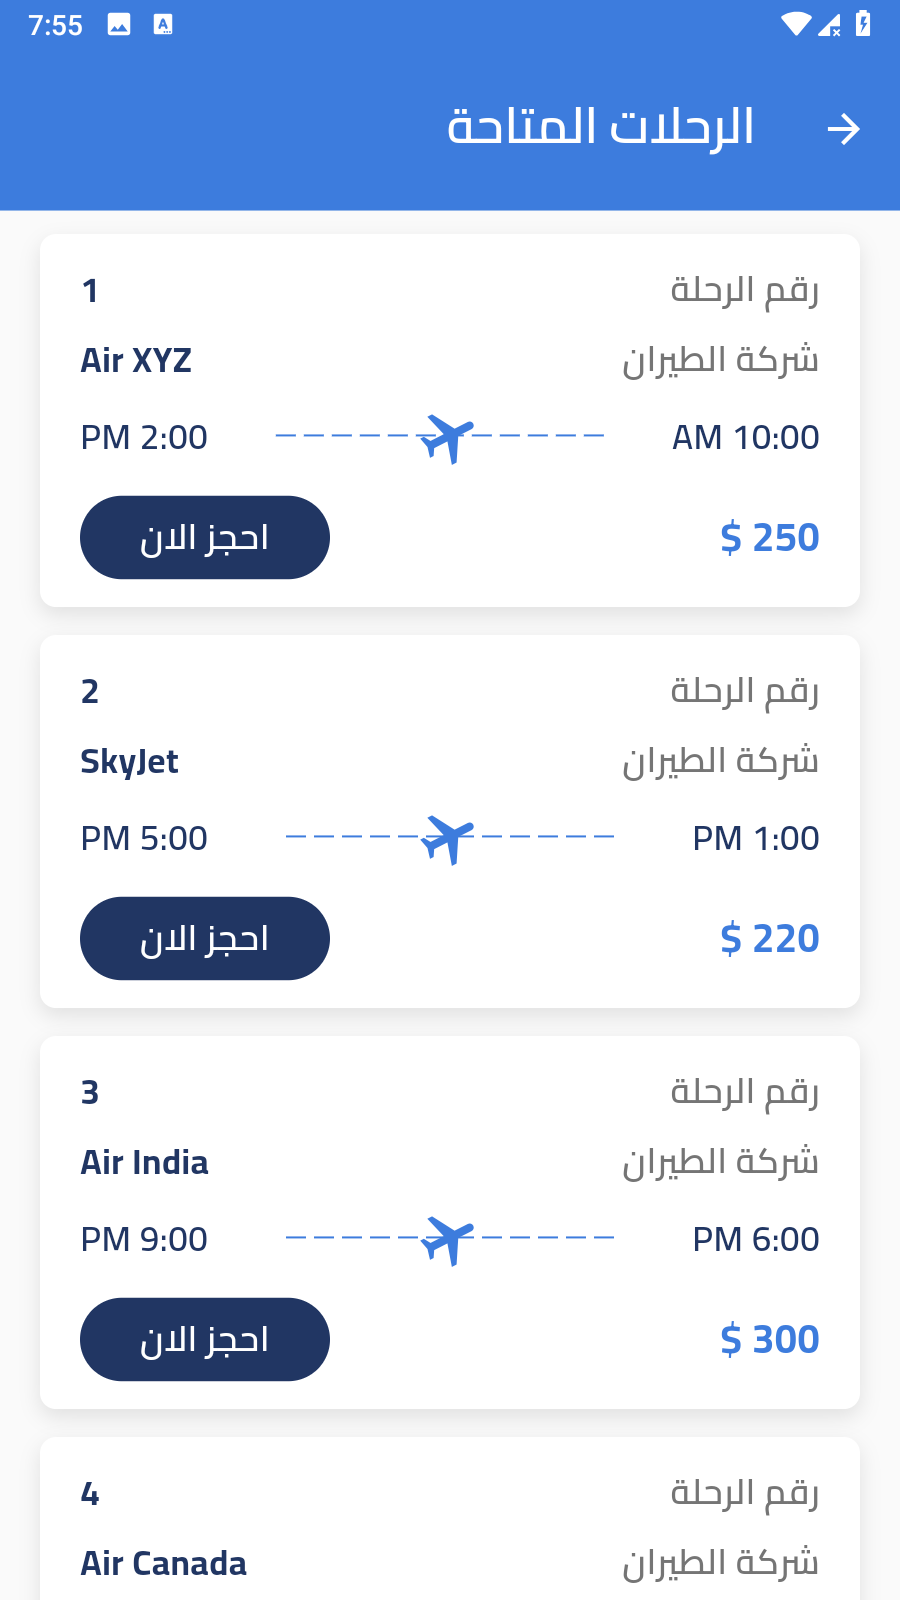 7:55
الرحلات المتاحة
رقم الرحلة 1
شركة الطيران Air XYZ
10:00 AM 2:00 PM
250 $ احجز الان
رقم الرحلة 2
شركة الطيران SkyJet
1:00 PM 5:00 PM
220 $ احجز الان
رقم الرحلة 3
شركة الطيران Air India
6:00 PM 9:00 PM
300 $ احجز الان
رقم الرحلة 4
شركة الطيران Air Canada